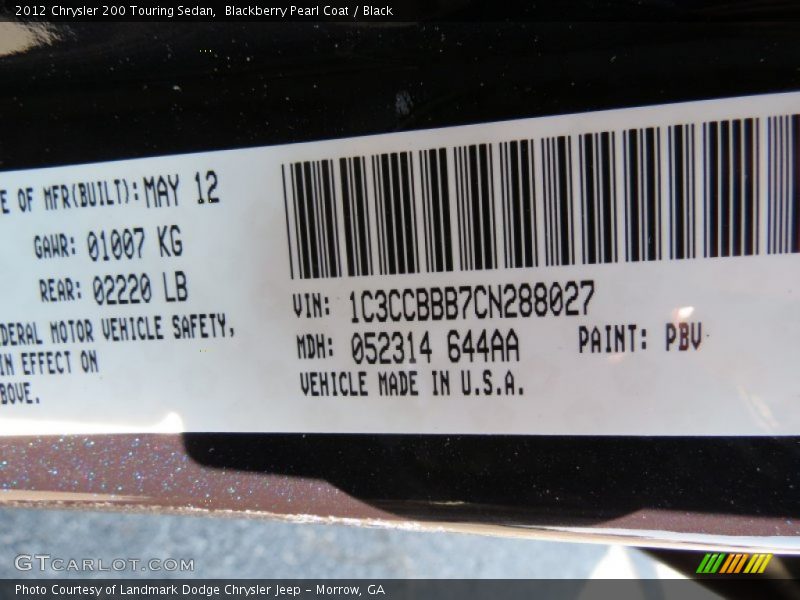 2012 Chrysler 200 Touring Sedan, Blackberry Pearl Coat / Black
E OF MFR(BUILT): MAY 12
GAWR: 01007 KG
REAR: 02220 LB
DERAL MOTOR VEHICLE SAFETY,
IN EFFECT ON
BOVE.
VIN: 1C3CCBBB7CN288027
MDH: 052314 644AA PAINT: PBV
VEHICLE MADE IN U.S.A.
GTCARLOT.COM
Photo Courtesy of Landmark Dodge Chrysler Jeep - Morrow, GA